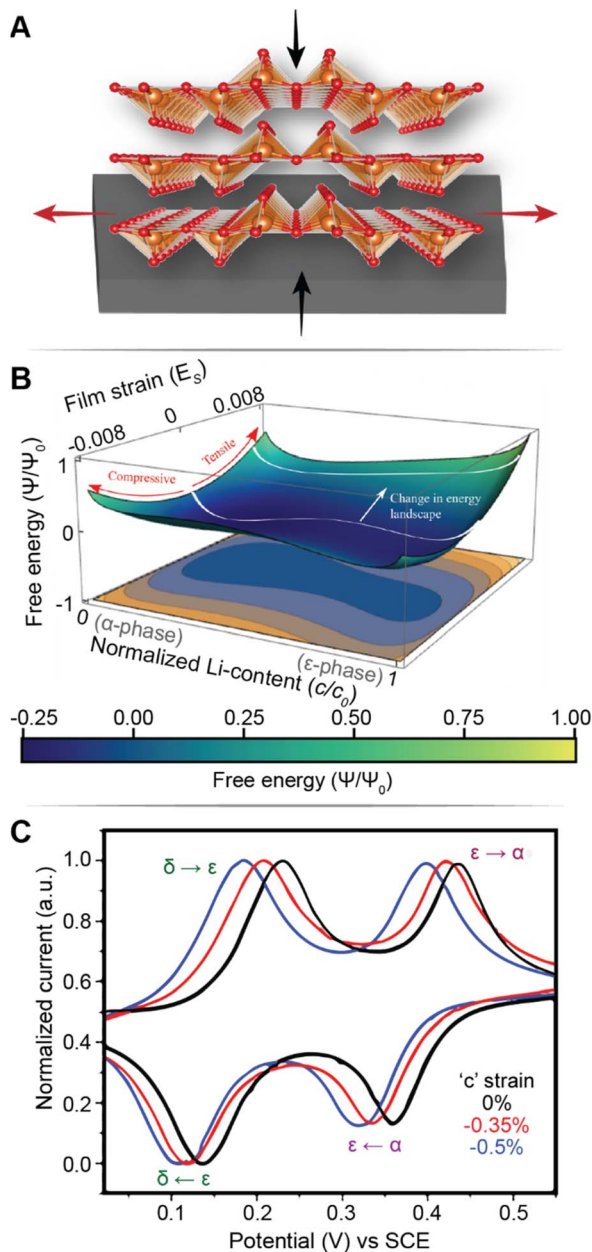 A
B
Film strain (E_S)
-0.008
0
0.008
Compressive
Tensile
Change in energy
landscape
Free energy (Ψ/Ψ₀)
1
0
-1
0
(α-phase)
(ε-phase)
1
Normalized Li-content (c/c₀)
-0.25 0.00 0.25 0.50 0.75 1.00
Free energy (Ψ/Ψ₀)
C
Normalized current (a.u.)
1.0
0.8
0.6
0.4
0.2
0.0
δ → ε
ε → α
'c' strain
0%
-0.35%
-0.5%
ε ← α
δ ← ε
0.1 0.2 0.3 0.4 0.5
Potential (V) vs SCE